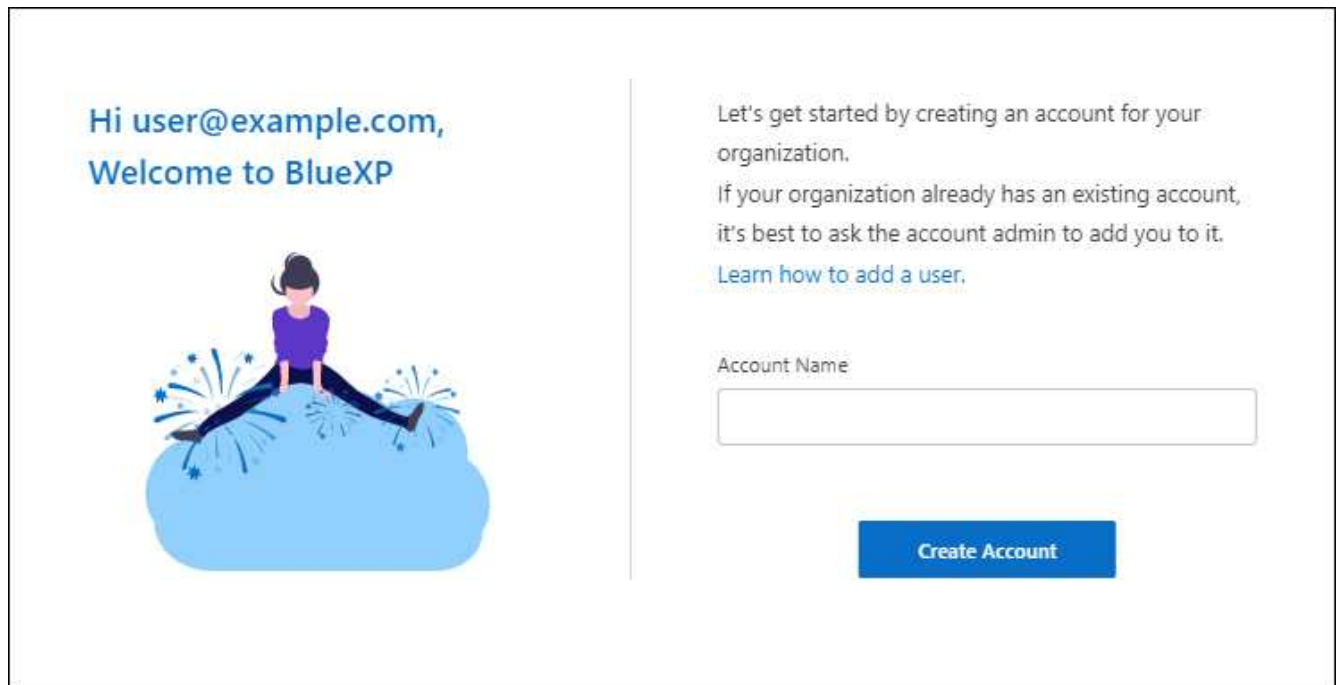 Hi user@example.com,
Welcome to BlueXP
Let's get started by creating an account for your
organization.
If your organization already has an existing account,
it's best to ask the account admin to add you to it.
Learn how to add a user.
Account Name
Create Account